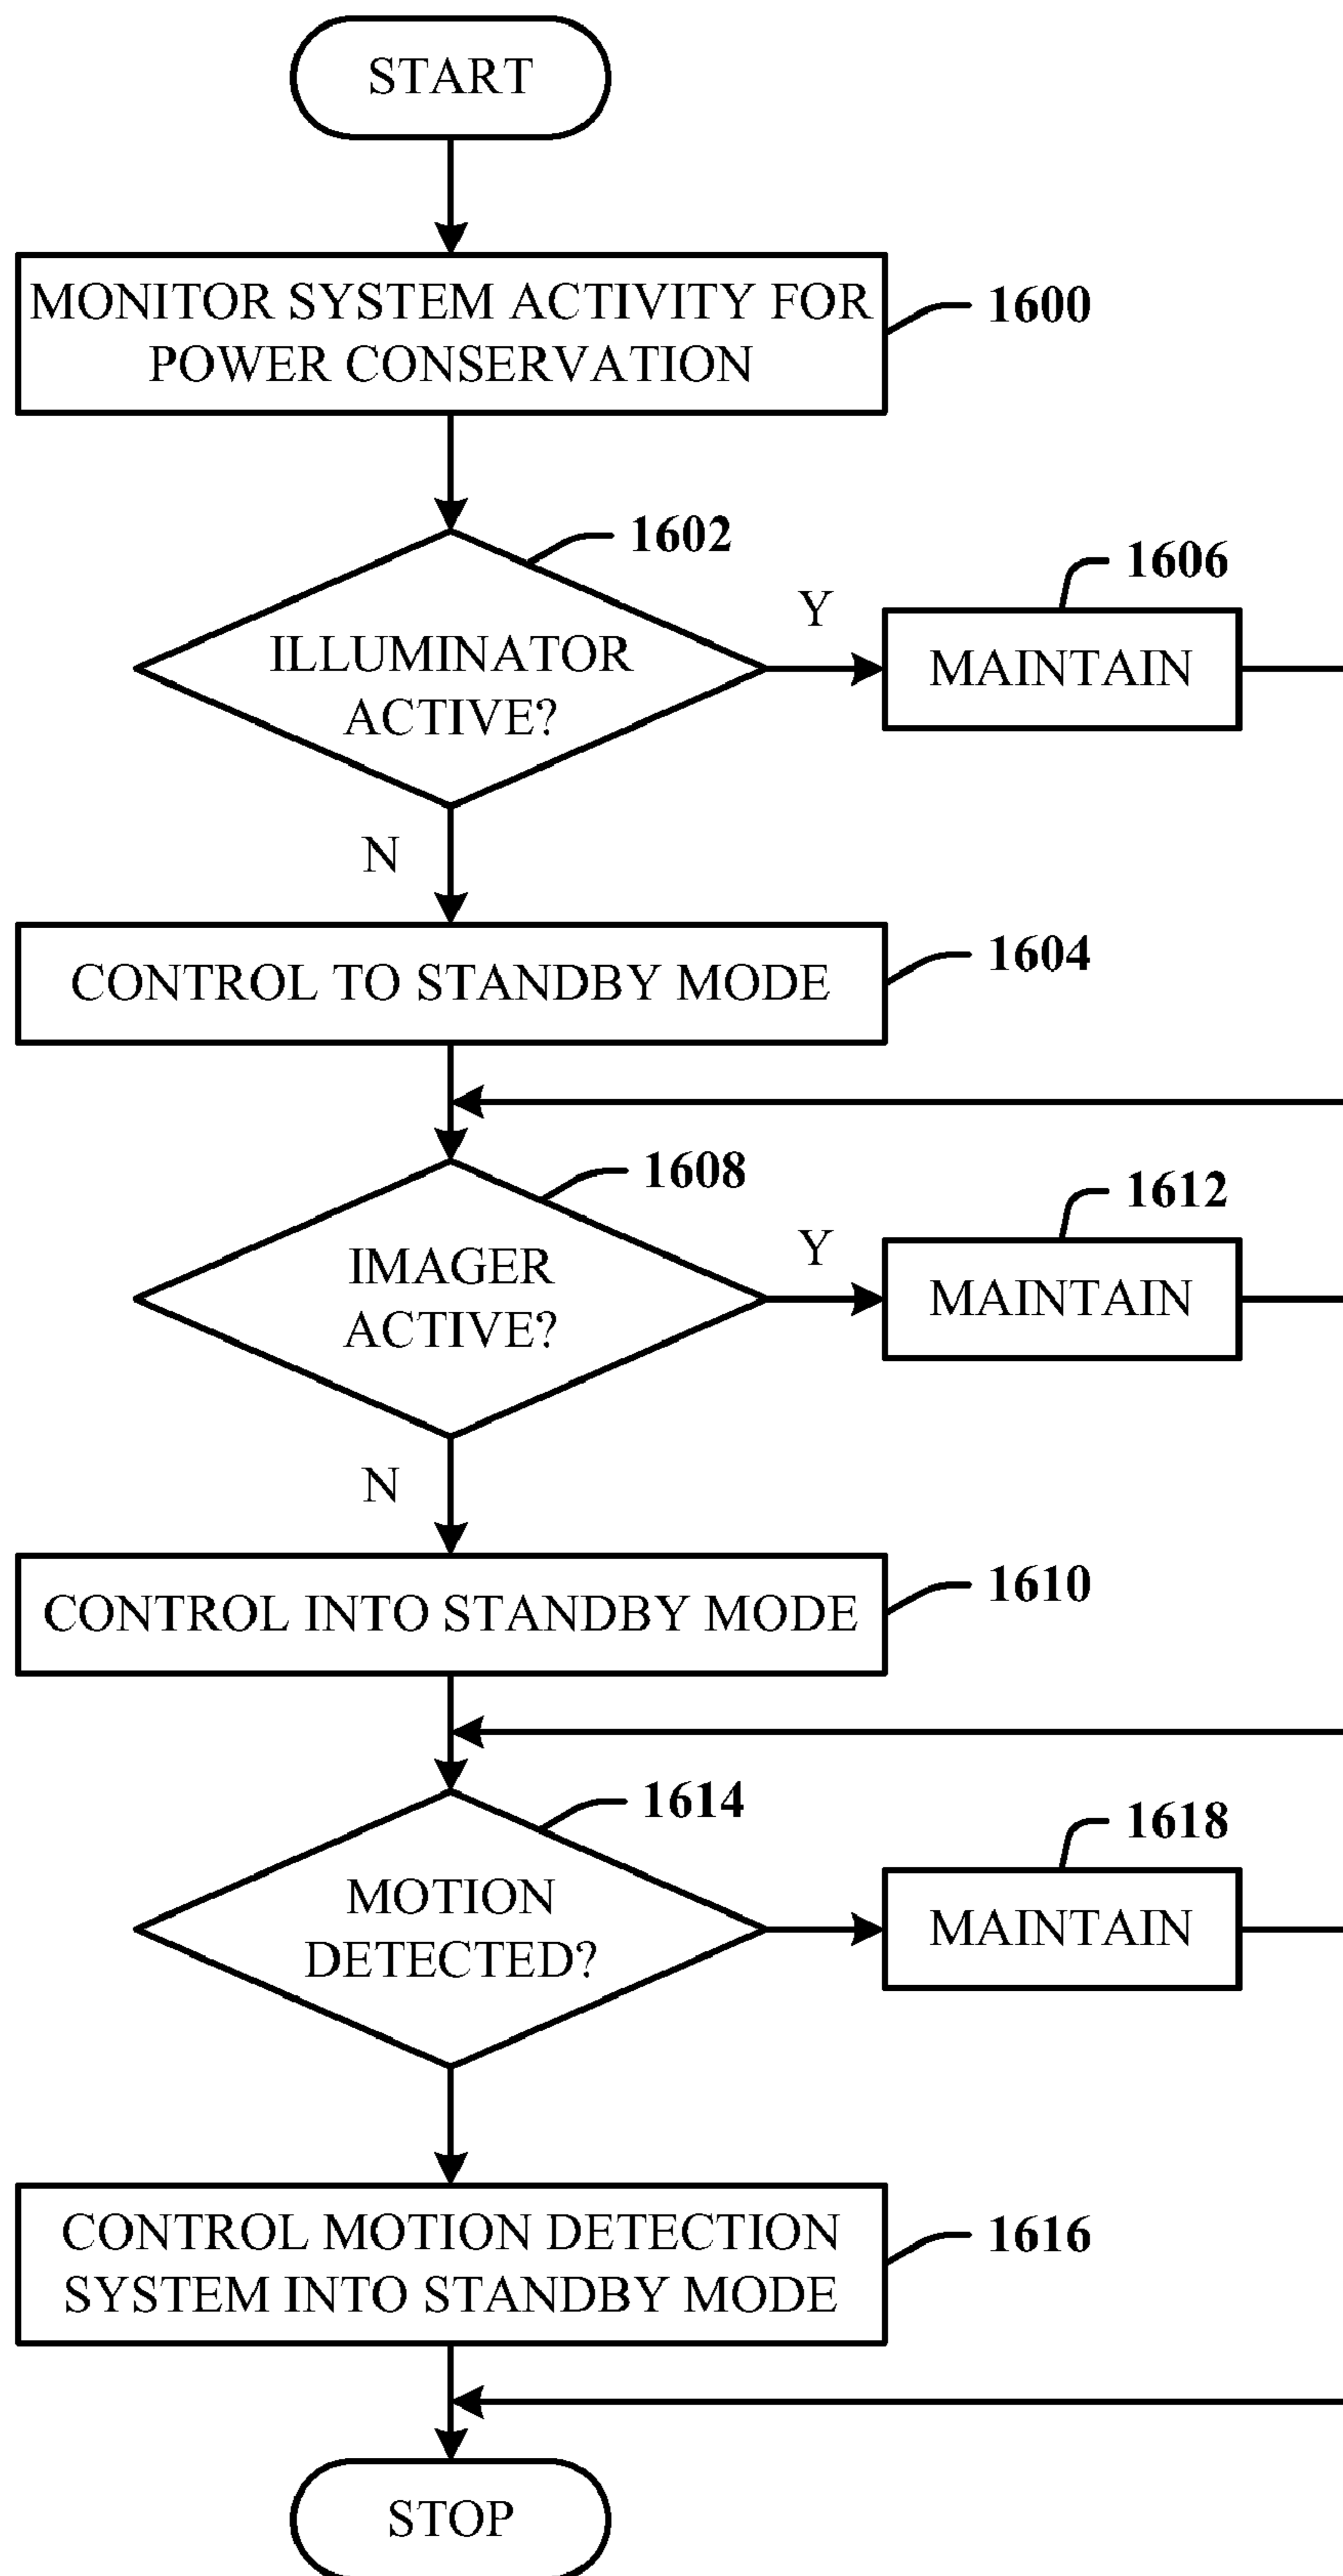 START
MONITOR SYSTEM ACTIVITY FOR
POWER CONSERVATION
1600
1602
ILLUMINATOR
ACTIVE?
Y
1606
MAINTAIN
N
CONTROL TO STANDBY MODE
1604
1608
IMAGER
ACTIVE?
Y
1612
MAINTAIN
N
CONTROL INTO STANDBY MODE
1610
1614
MOTION
DETECTED?
1618
MAINTAIN
CONTROL MOTION DETECTION
SYSTEM INTO STANDBY MODE
1616
STOP